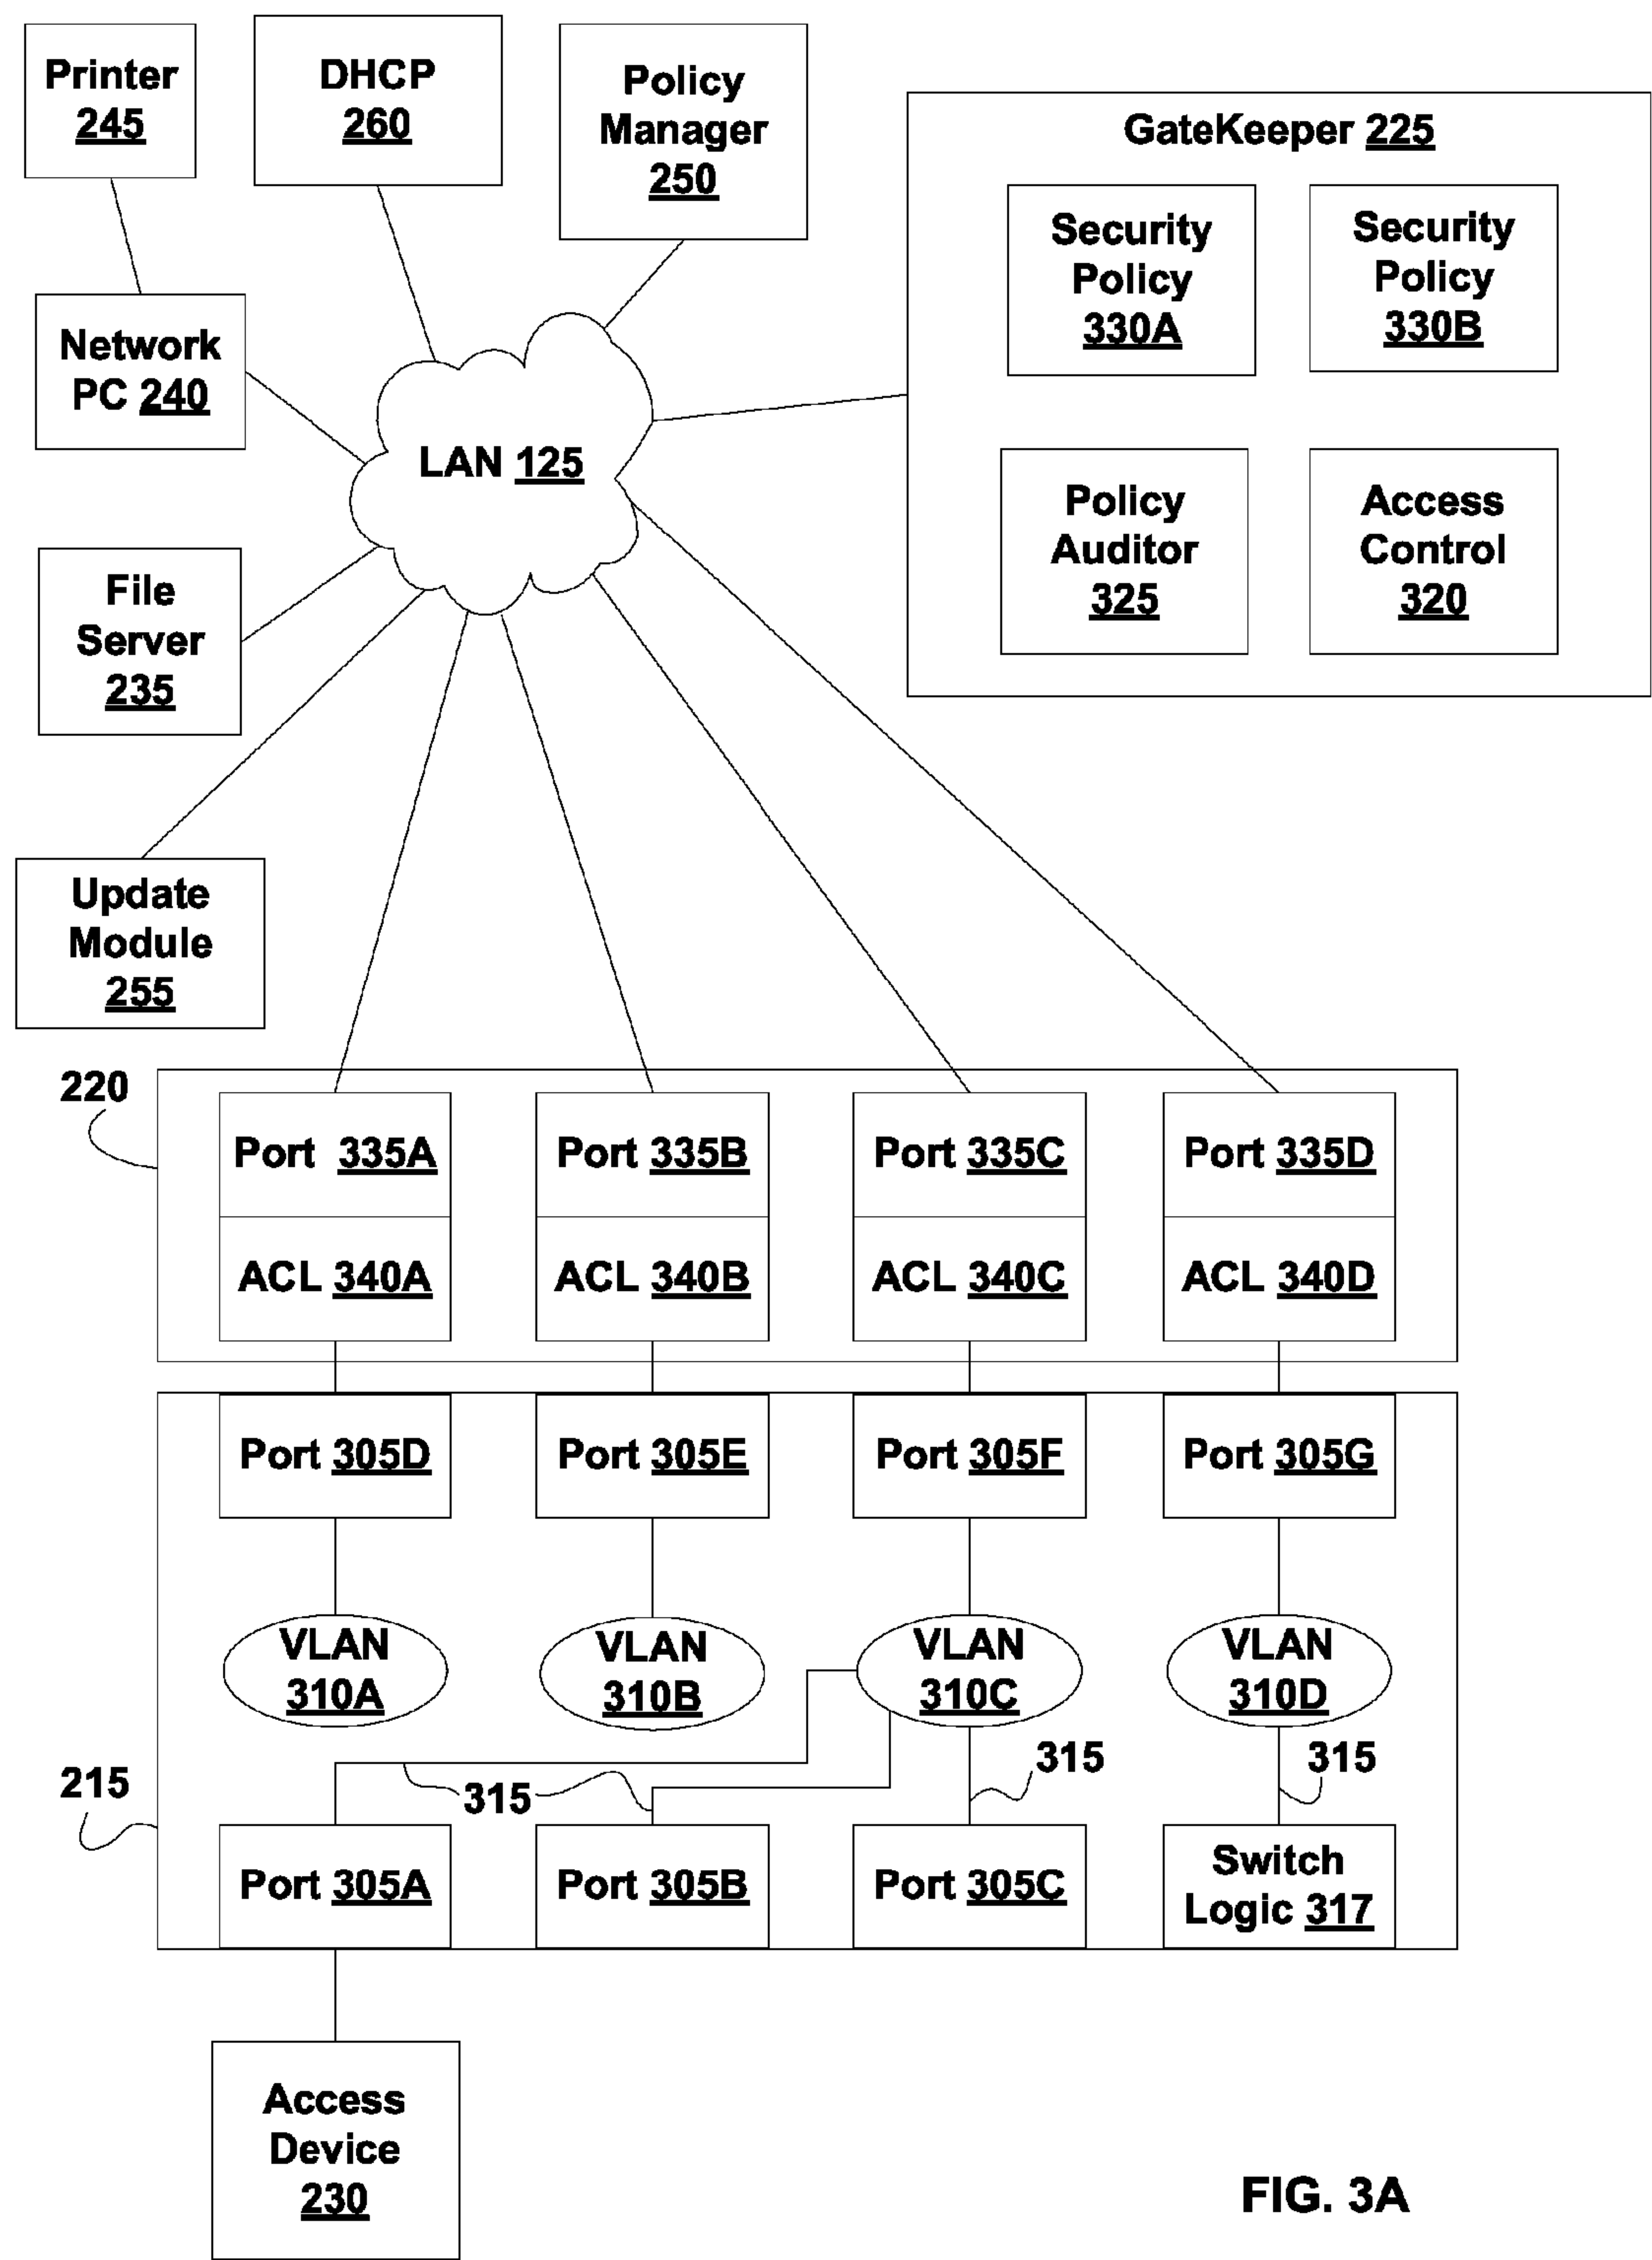 Printer
245
DHCP
260
Policy
Manager
250
GateKeeper 225
Security
Policy
330A
Security
Policy
330B
Network
PC 240
LAN 125
Policy
Auditor
325
Access
Control
320
File
Server
235
Update
Module
255
220
Port 335A
Port 335B
Port 335C
Port 335D
ACL 340A
ACL 340B
ACL 340C
ACL 340D
Port 305D
Port 305E
Port 305F
Port 305G
VLAN
310A
VLAN
310B
VLAN
310C
VLAN
310D
215
315
315
315
Port 305A
Port 305B
Port 305C
Switch
Logic 317
Access
Device
230
FIG. 3A